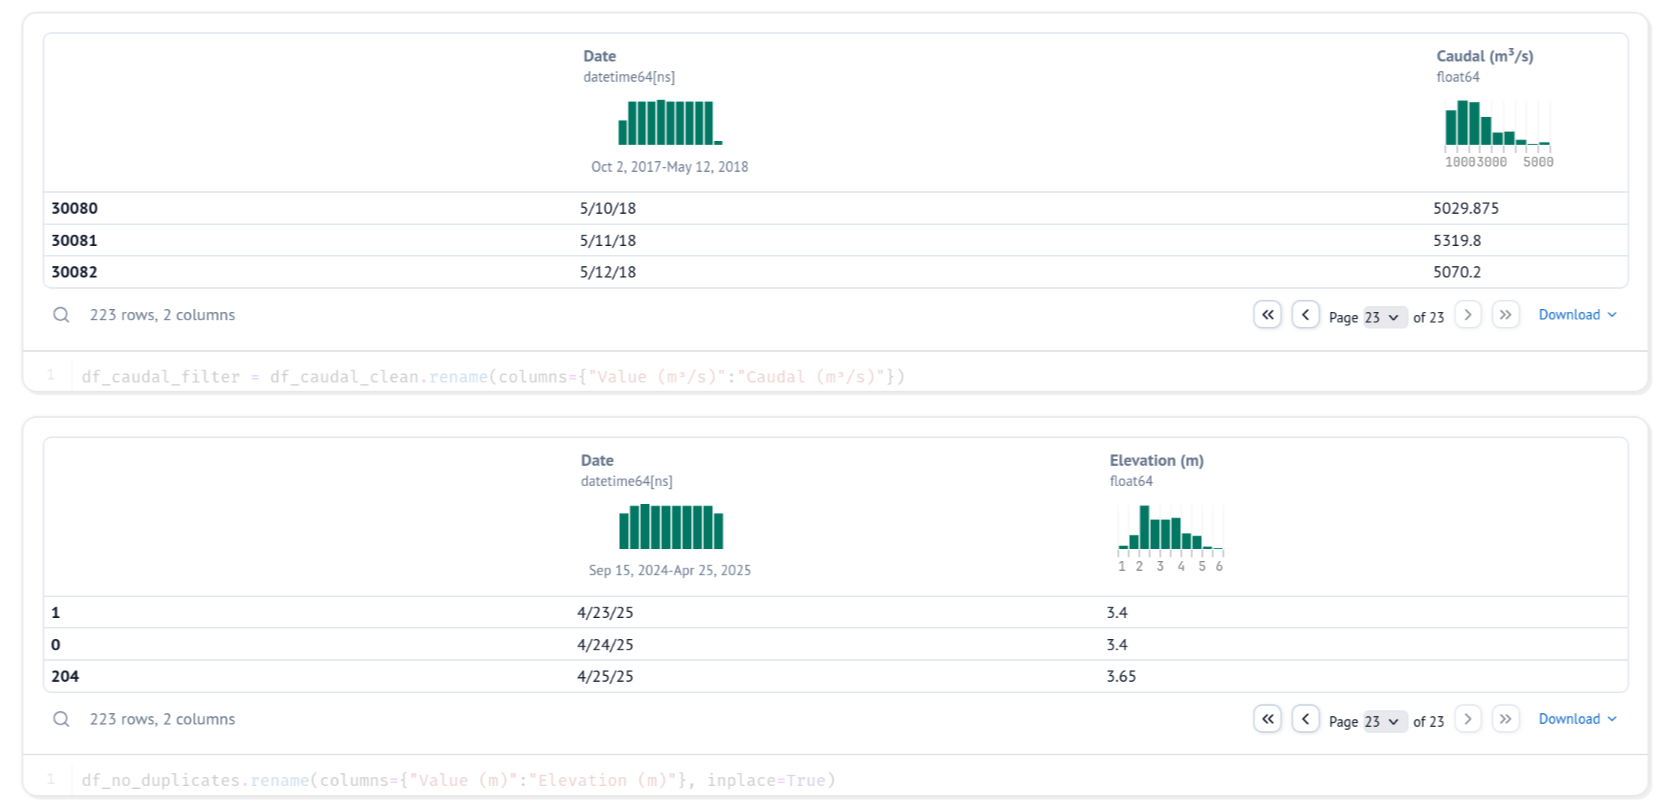 Date Caudal (m³/s)
datetime64[ns] float64
Oct 2, 2017-May 12, 2018 1000 3000 5000
30080 5/10/18 5029.875
30081 5/11/18 5319.8
30082 5/12/18 5070.2
223 rows, 2 columns Page 23 of 23 Download
1 df_caudal_filter = df_caudal_clean.rename(columns={"Value (m³/s)":"Caudal (m³/s)"})
Date Elevation (m)
datetime64[ns] float64
Sep 15, 2024-Apr 25, 2025 1 2 3 4 5 6
1 4/23/25 3.4
0 4/24/25 3.4
204 4/25/25 3.65
223 rows, 2 columns Page 23 of 23 Download
1 df_no_duplicates.rename(columns={"Value (m)":"Elevation (m)"}, inplace=True)